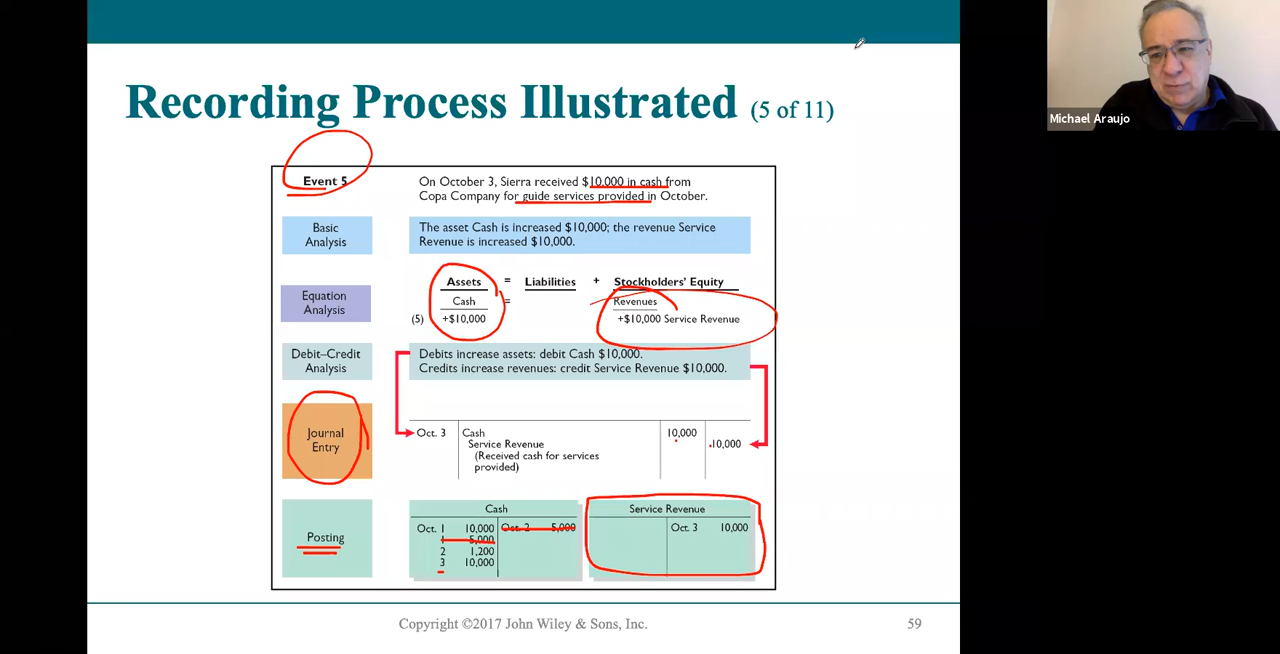 Michael Araujo
Recording Process Illustrated (5 of 11)
Event 5
On October 3, Sierra received $10,000 in cash from
Copa Company for guide services provided in October.
Basic
Analysis
The asset Cash is increased $10,000; the revenue Service
Revenue is increased $10,000.
Equation
Analysis
Assets = Liabilities + Stockholders' Equity
Cash = Revenues
(5) +$10,000 +$10,000 Service Revenue
Debit–Credit
Analysis
Debits increase assets: debit Cash $10,000.
Credits increase revenues: credit Service Revenue $10,000.
Journal
Entry
Oct. 3 Cash 10,000
Service Revenue 10,000
(Received cash for services
provided)
Posting
Cash
Oct. 1 10,000 Oct. 2 5,000
1 5,000
2 1,200
3 10,000
Service Revenue
Oct. 3 10,000
Copyright ©2017 John Wiley & Sons, Inc.
59